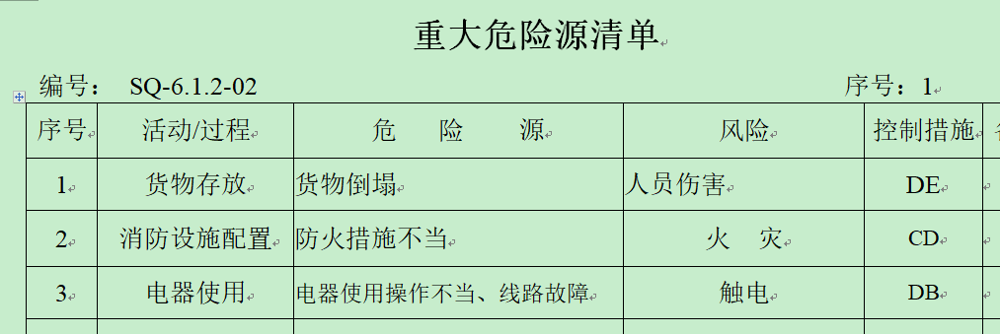 重大危险源清单
编号： SQ-6.1.2-02 序号：1
序号 活动/过程 危 险 源 风险 控制措施
1 货物存放 货物倒塌 人员伤害 DE
2 消防设施配置 防火措施不当 火 灾 CD
3 电器使用 电器使用操作不当、线路故障 触电 DB